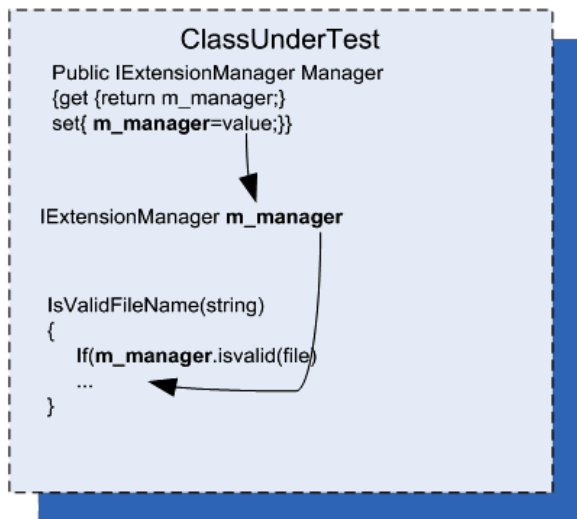 ClassUnderTest
Public IExtensionManager Manager
{get {return m_manager;}
set{ m_manager=value;}}
IExtensionManager m_manager
IsValidFileName(string)
{
If(m_manager.isvalid(file)
...
}